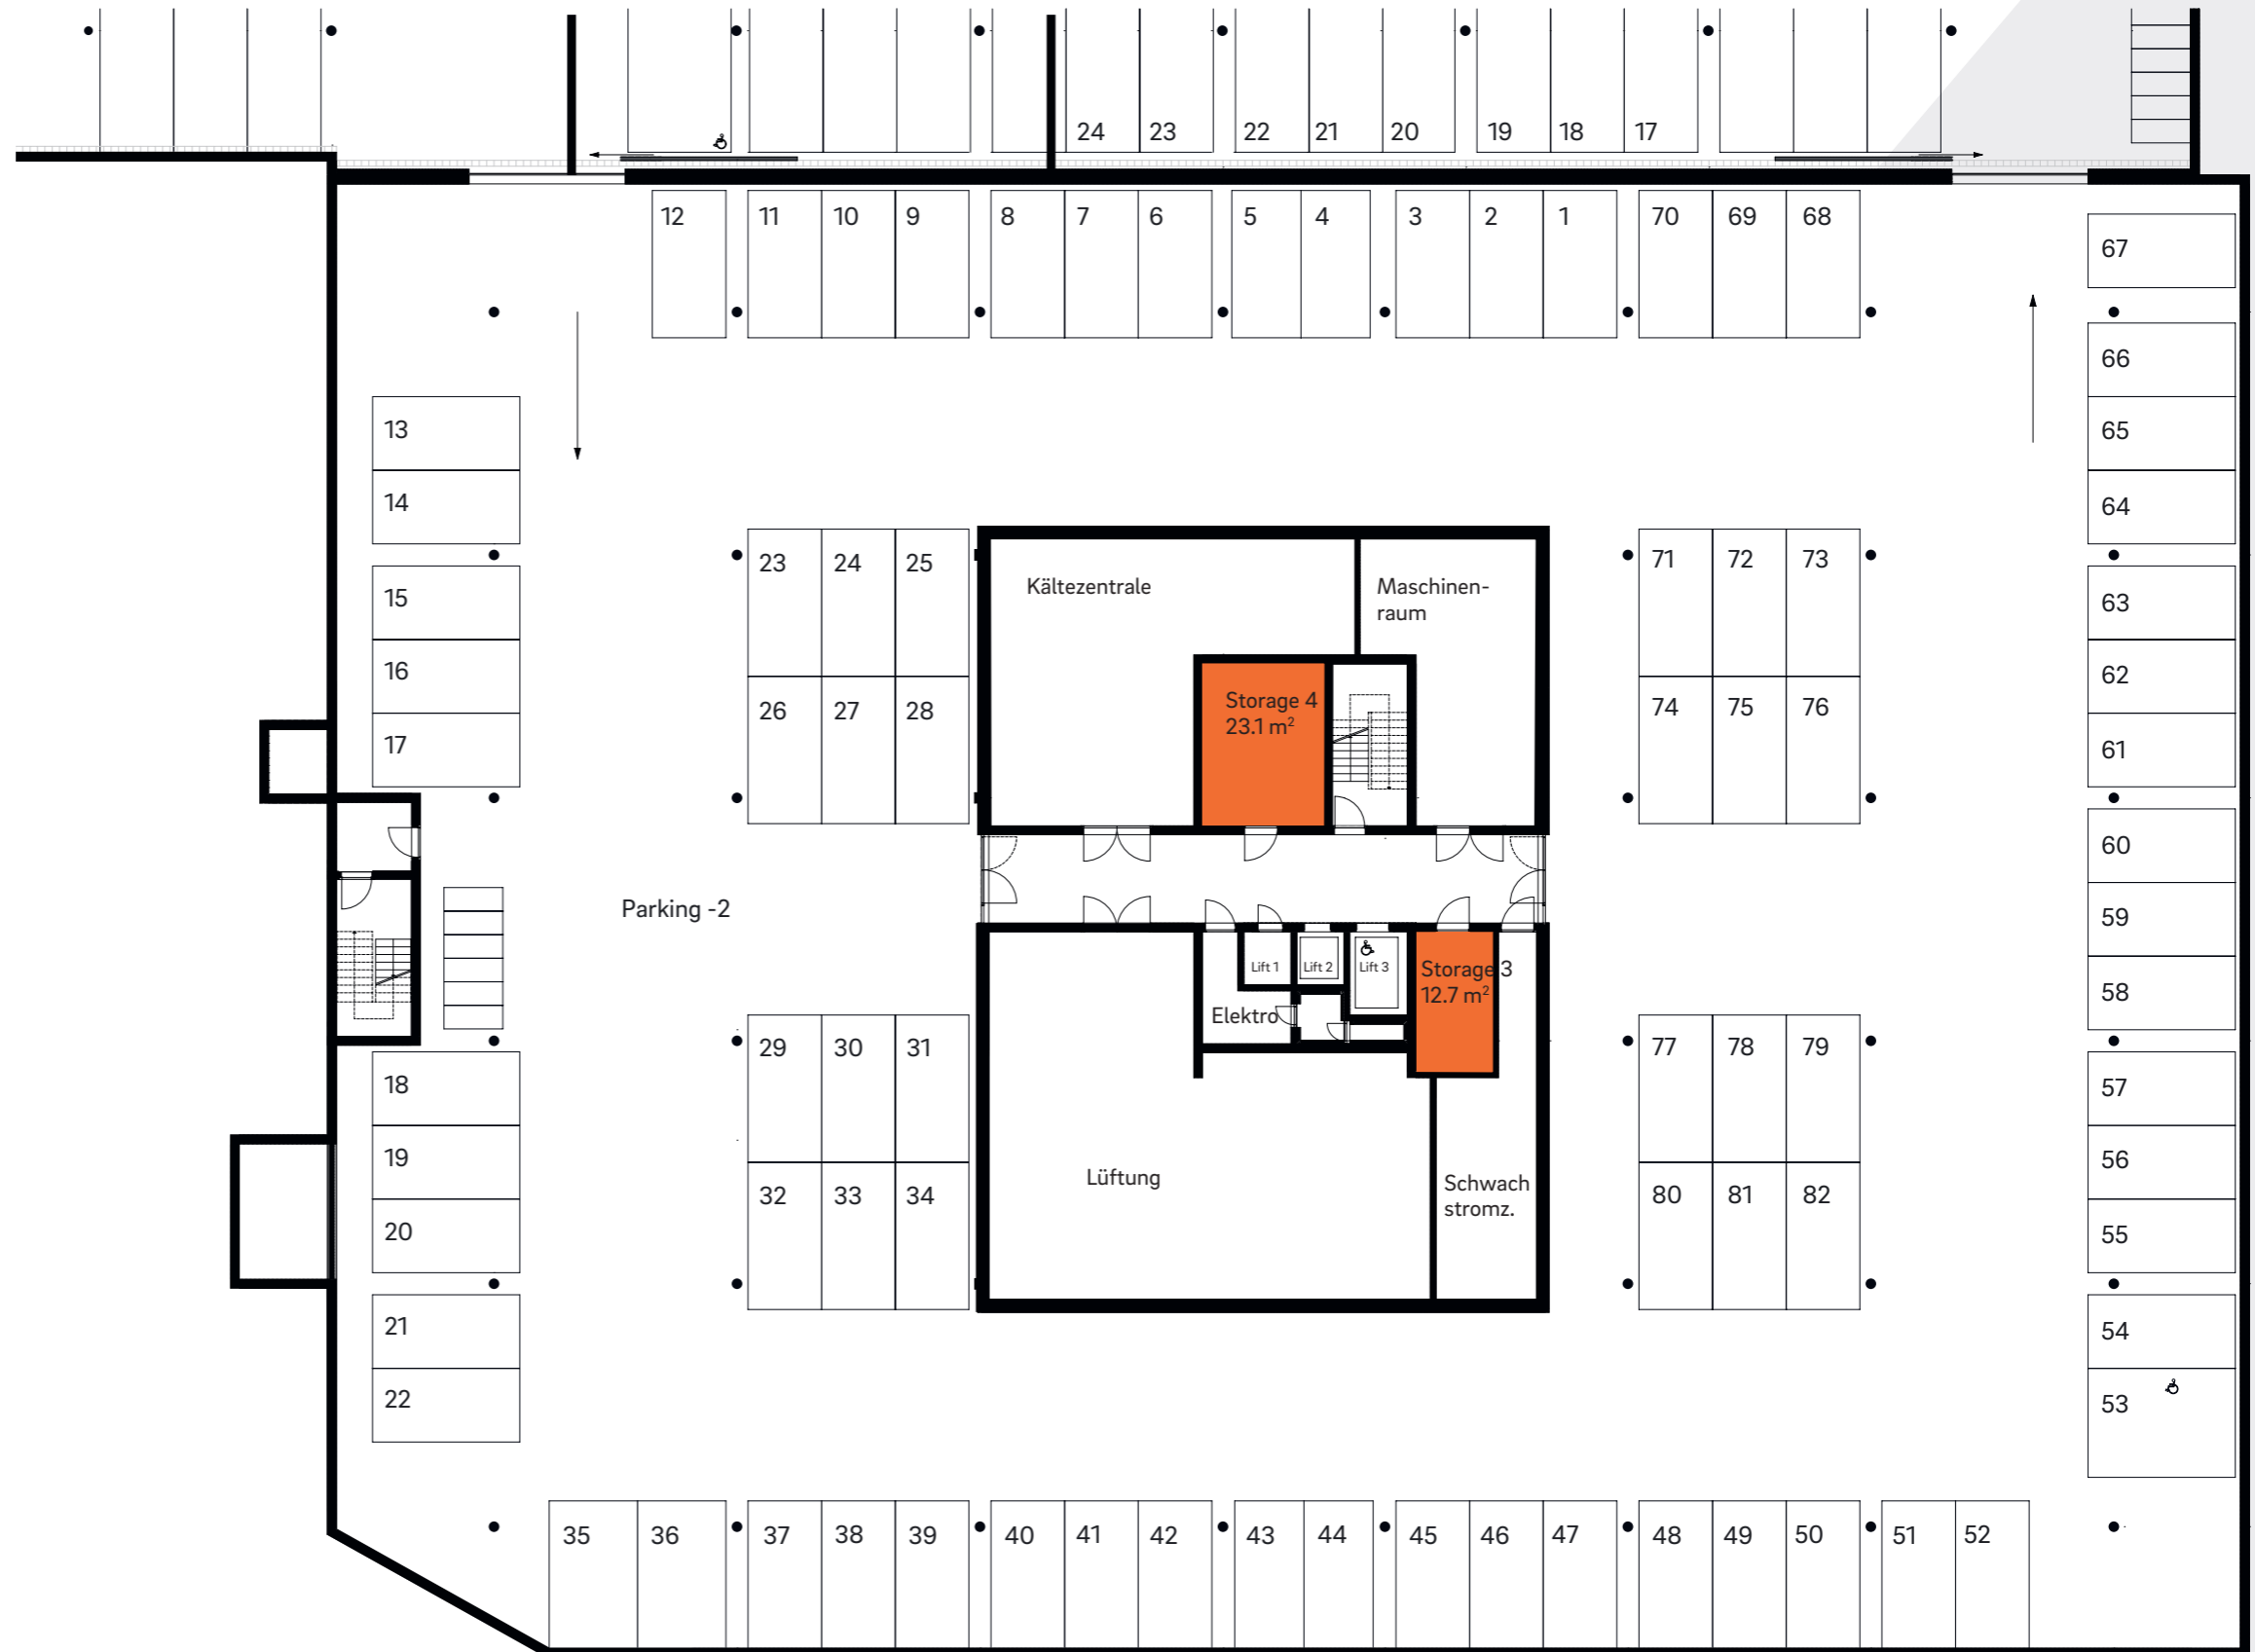 24 23 22 21 20 19 18 17
12 11 10 9 8 7 6 5 4 3 2 1 70 69 68
67
66
13 65
14 64
23 24 25 71 72 73
Kältezentrale
Maschinen-
raum
15 63
16 62
Storage 4
23.1 m²
26 27 28 74 75 76
17 61
60
Parking -2
59
Lift 1 Lift 2 Lift 3
Storage 3
12.7 m²
58
Elektro
29 30 31 77 78 79
18 57
19 56
Lüftung
Schwach
stromz.
32 33 34 80 81 82
20 55
21 54
22 53
35 36 37 38 39 40 41 42 43 44 45 46 47 48 49 50 51 52